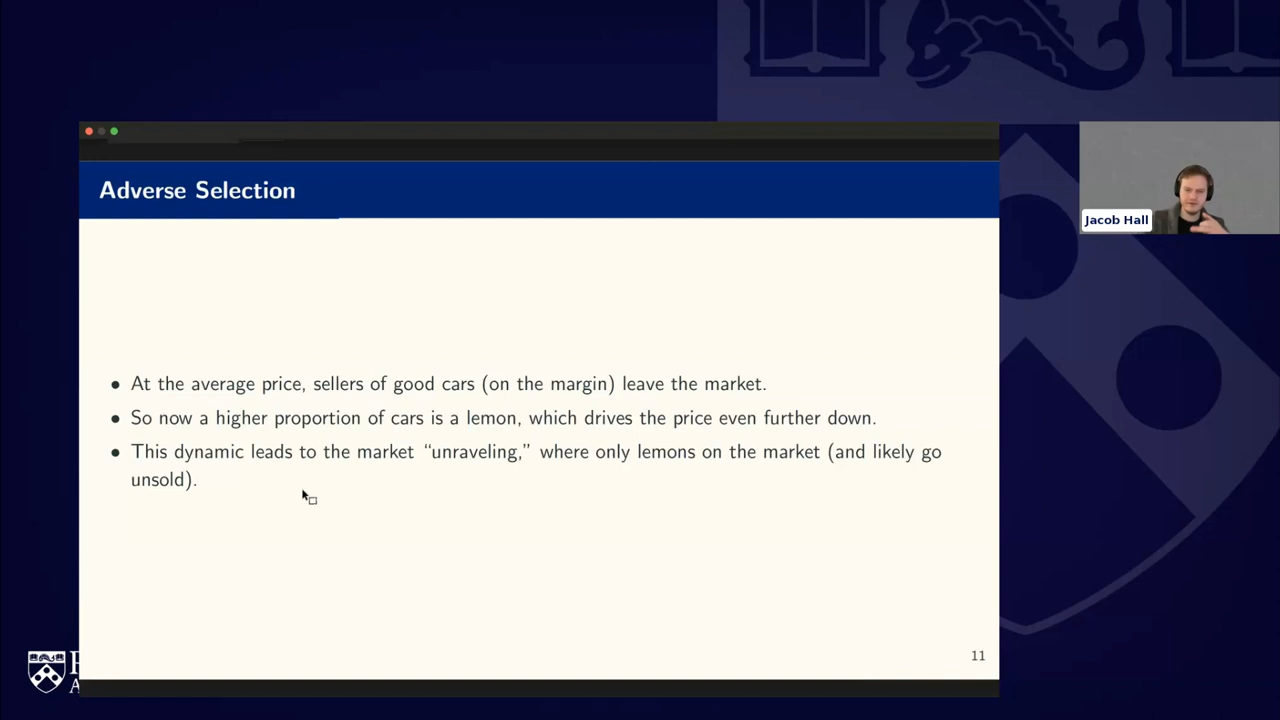 Adverse Selection
Jacob Hall
• At the average price, sellers of good cars (on the margin) leave the market.
• So now a higher proportion of cars is a lemon, which drives the price even further down.
• This dynamic leads to the market “unraveling,” where only lemons on the market (and likely go
unsold).
11